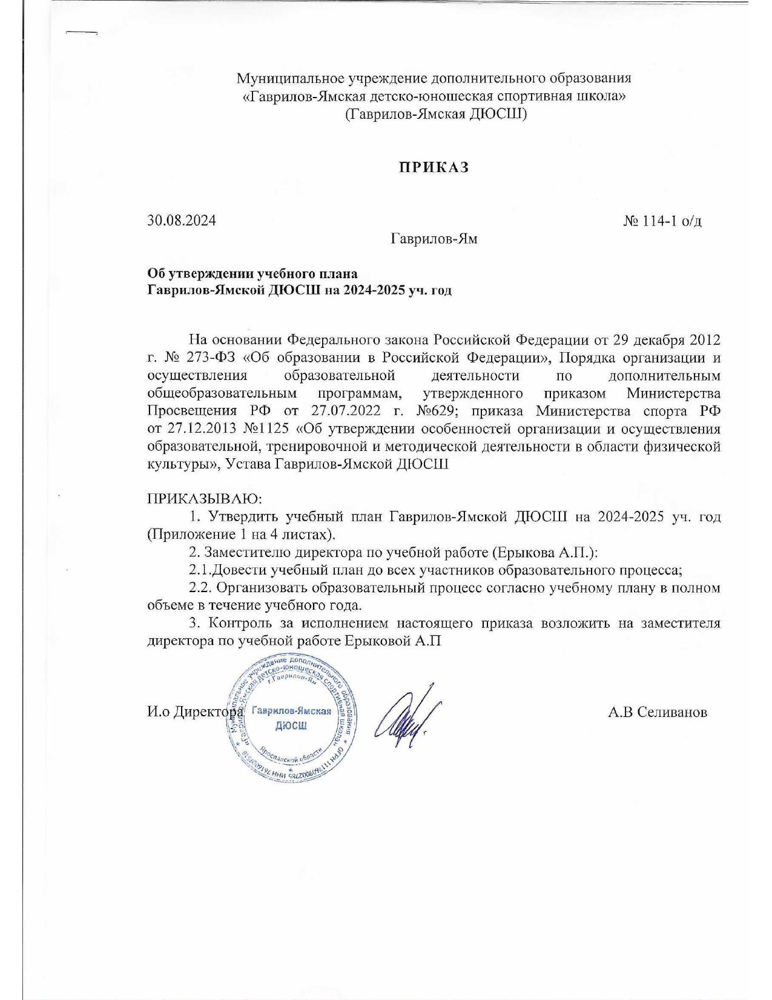 Муниципальное учреждение дополнительного образования
«Гаврилов-Ямская детско-юношеская спортивная школа»
(Гаврилов-Ямская ДЮСШ)
ПРИКАЗ
30.08.2024 № 114-1 о/д
Гаврилов-Ям
Об утверждении учебного плана
Гаврилов-Ямской ДЮСШ на 2024-2025 уч. год
На основании Федерального закона Российской Федерации от 29 декабря 2012
г. № 273-ФЗ «Об образовании в Российской Федерации», Порядка организации и
осуществления образовательной деятельности по дополнительным
общеобразовательным программам, утвержденного приказом Министерства
Просвещения РФ от 27.07.2022 г. №629; приказа Министерства спорта РФ
от 27.12.2013 №1125 «Об утверждении особенностей организации и осуществления
образовательной, тренировочной и методической деятельности в области физической
культуры», Устава Гаврилов-Ямской ДЮСШ
ПРИКАЗЫВАЮ:
1. Утвердить учебный план Гаврилов-Ямской ДЮСШ на 2024-2025 уч. год
(Приложение 1 на 4 листах).
2. Заместителю директора по учебной работе (Ерыкова А.П.):
2.1.Довести учебный план до всех участников образовательного процесса;
2.2. Организовать образовательный процесс согласно учебному плану в полном
объеме в течение учебного года.
3. Контроль за исполнением настоящего приказа возложить на заместителя
директора по учебной работе Ерыковой А.П
И.о Директора А.В Селиванов
Муниципальное учреждение дополнительного образования
«Гаврилов-Ямская детско-юношеская спортивная школа»
г.Гаврилов-Ям
Гаврилов-Ямская
ДЮСШ
Ярославской области
ОГРН ИНН